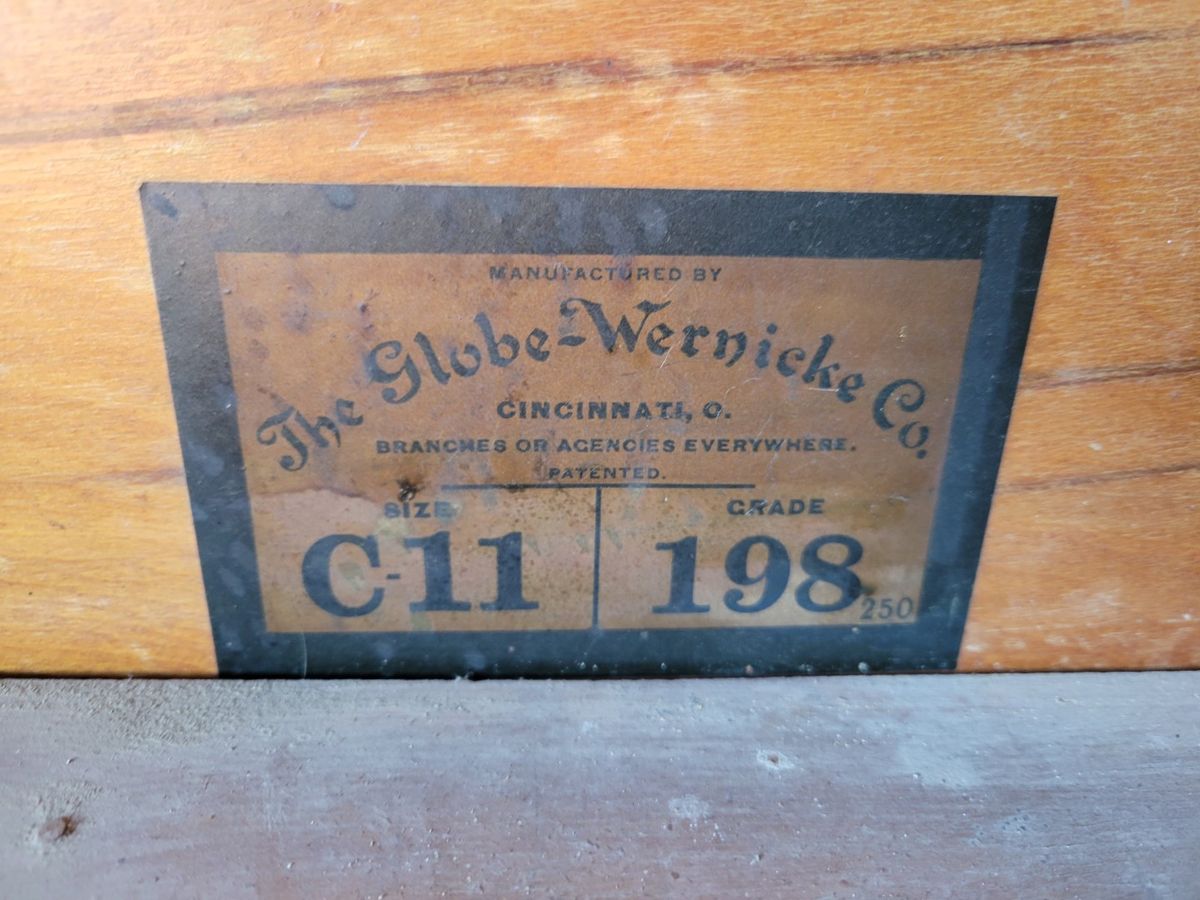 MANUFACTURED BY
The Globe-Wernicke Co.
CINCINNATI, O.
BRANCHES OR AGENCIES EVERYWHERE.
PATENTED.
SIZE GRADE
C-11 198 250